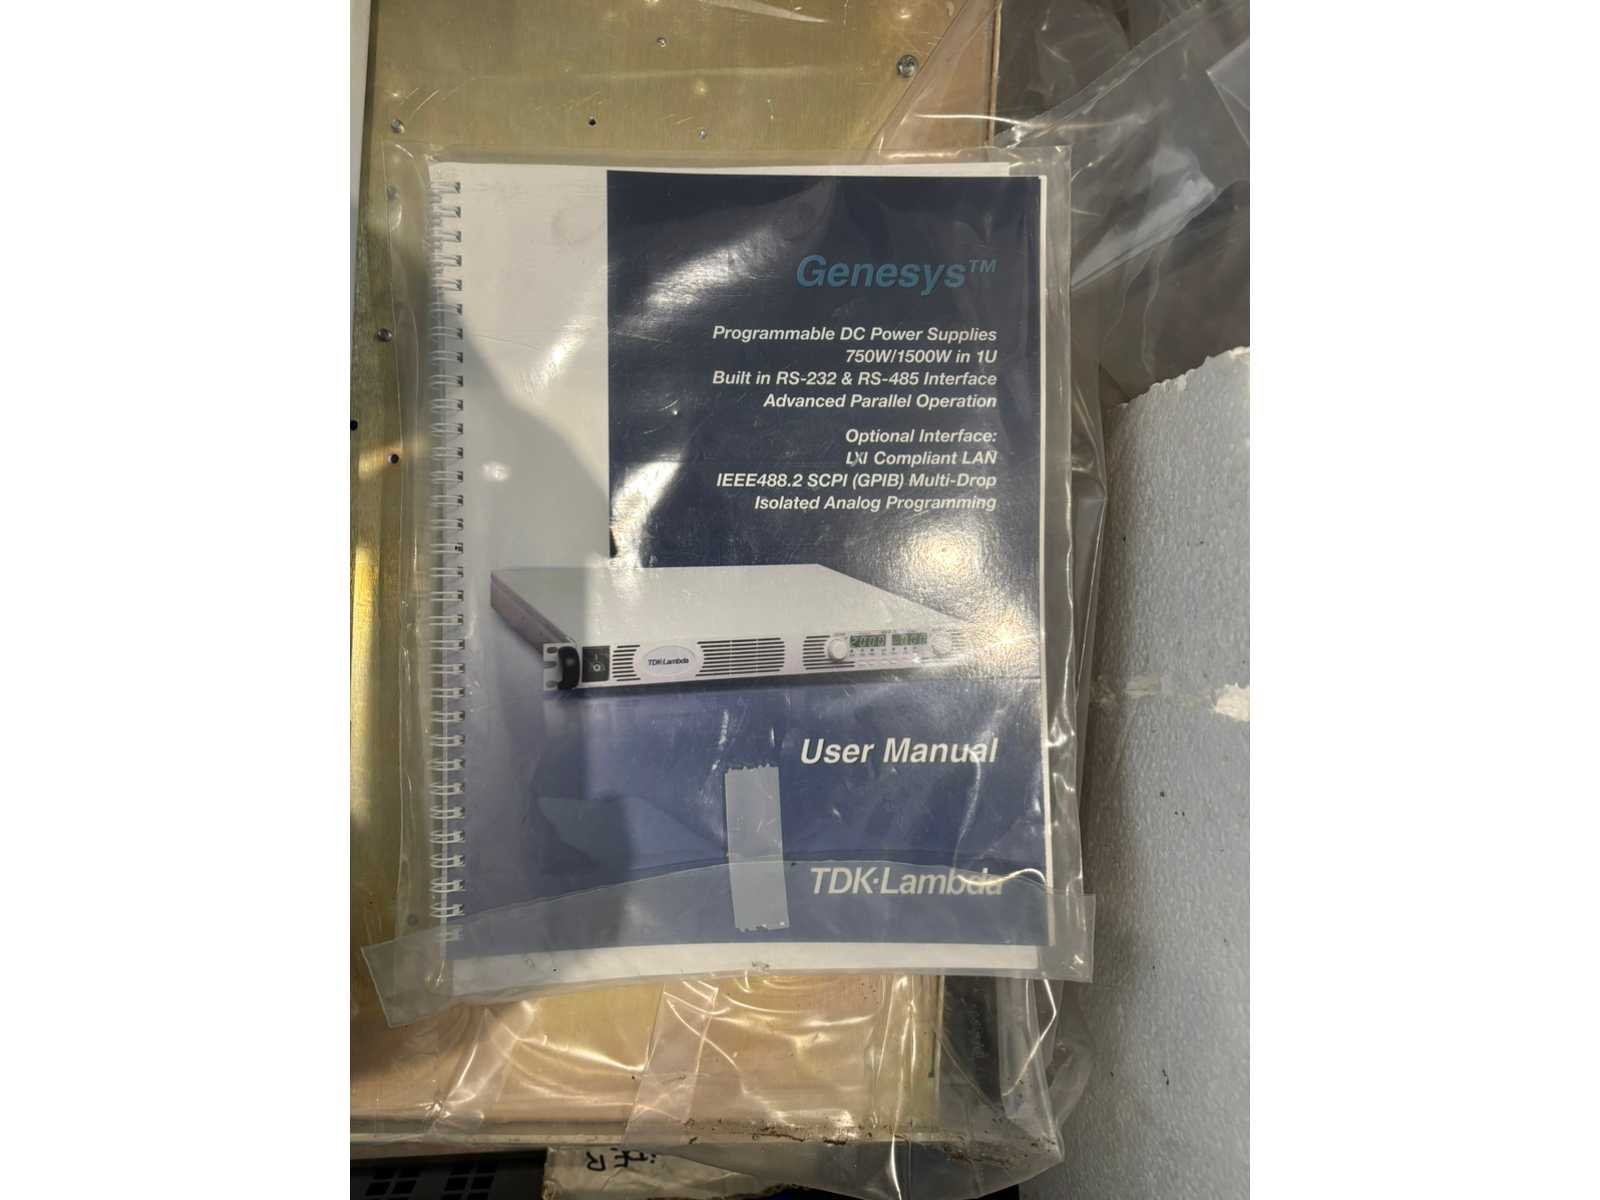 Genesys™
Programmable DC Power Supplies
750W/1500W in 1U
Built in RS-232 & RS-485 Interface
Advanced Parallel Operation
Optional Interface:
LXI Compliant LAN
IEEE488.2 SCPI (GPIB) Multi-Drop
Isolated Analog Programming
TDK·Lambda
User Manual
TDK·Lambda